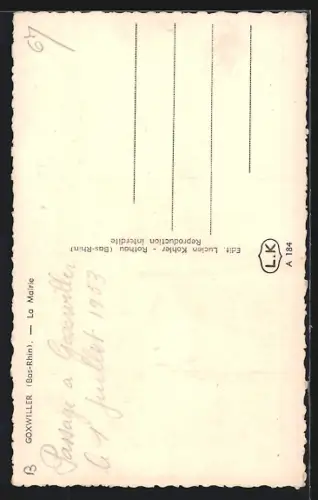 67
GOXWILLER (Bas-Rhin). — La Mairie
B
Passage a Goxwiller
le 1er juillet 1953
Edit. Lucien Kohler - Rothau (Bas-Rhin)
Reproduction interdite
L.K
A 184